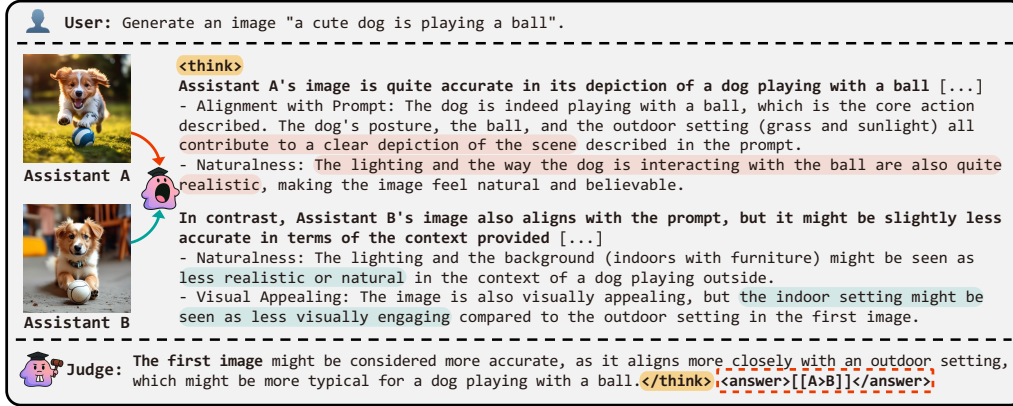 User: Generate an image "a cute dog is playing a ball".
<think>
Assistant A's image is quite accurate in its depiction of a dog playing with a ball [...]
- Alignment with Prompt: The dog is indeed playing with a ball, which is the core action
described. The dog's posture, the ball, and the outdoor setting (grass and sunlight) all
contribute to a clear depiction of the scene described in the prompt.
- Naturalness: The lighting and the way the dog is interacting with the ball are also quite
realistic, making the image feel natural and believable.
Assistant A
In contrast, Assistant B's image also aligns with the prompt, but it might be slightly less
accurate in terms of the context provided [...]
- Naturalness: The lighting and the background (indoors with furniture) might be seen as
less realistic or natural in the context of a dog playing outside.
- Visual Appealing: The image is also visually appealing, but the indoor setting might be
seen as less visually engaging compared to the outdoor setting in the first image.
Assistant B
Judge: The first image might be considered more accurate, as it aligns more closely with an outdoor setting,
which might be more typical for a dog playing with a ball.</think> <answer>[[A>B]]</answer>